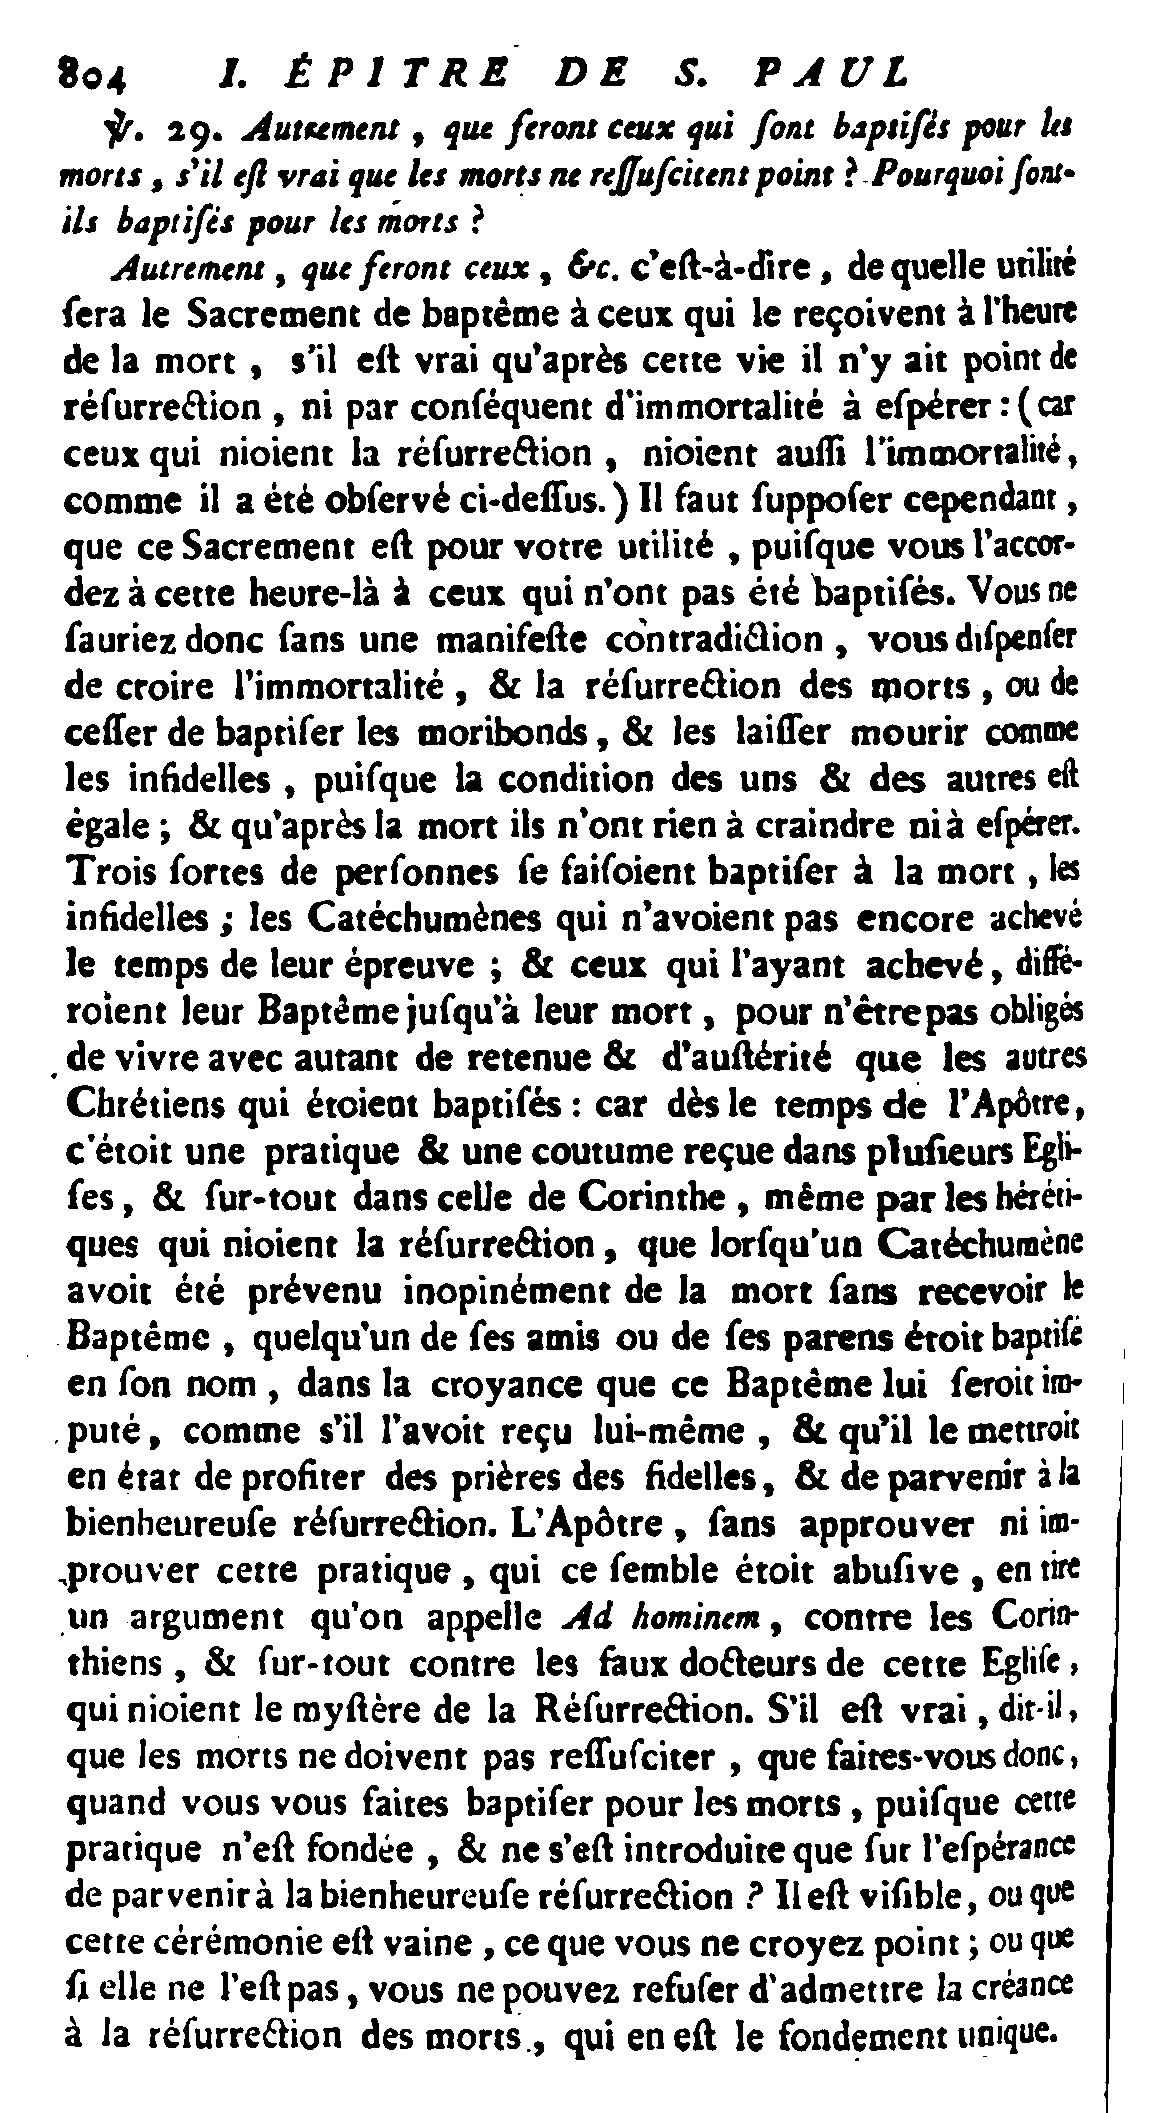 804 I. ÉPITRE DE S. PAUL
℣. 29. Autrement, que feront ceux qui ſont baptiſés pour les
morts, s'il eſt vrai que les morts ne reſſuſcitent point ? Pourquoi ſont-
ils baptiſés pour les morts ?
Autrement, que feront ceux, &c. c'eſt-à-dire, de quelle utilité
ſera le Sacrement de baptême à ceux qui le reçoivent à l'heure
de la mort, s'il eſt vrai qu'après cette vie il n'y ait point de
réſurrection, ni par conſéquent d'immortalité à eſpérer : (car
ceux qui nioient la réſurrection, nioient auſſi l'immortalité,
comme il a été obſervé ci-deſſus.) Il faut ſuppoſer cependant,
que ce Sacrement eſt pour votre utilité, puiſque vous l'accor-
dez à cette heure-là à ceux qui n'ont pas été baptiſés. Vous ne
ſauriez donc ſans une manifeſte contradiction, vous diſpenſer
de croire l'immortalité, & la réſurrection des morts, ou de
ceſſer de baptiſer les moribonds, & les laiſſer mourir comme
les infidelles, puiſque la condition des uns & des autres eſt
égale ; & qu'après la mort ils n'ont rien à craindre ni à eſpérer.
Trois ſortes de perſonnes ſe faiſoient baptiſer à la mort, les
infidelles ; les Catéchumènes qui n'avoient pas encore achevé
le temps de leur épreuve ; & ceux qui l'ayant achevé, diffé-
roient leur Baptême juſqu'à leur mort, pour n'être pas obligés
de vivre avec autant de retenue & d'auſtérité que les autres
Chrétiens qui étoient baptiſés : car dès le temps de l'Apôtre,
c'étoit une pratique & une coutume reçue dans pluſieurs Egli-
ſes, & ſur-tout dans celle de Corinthe, même par les héréti-
ques qui nioient la réſurrection, que lorſqu'un Catéchumène
avoit été prévenu inopinément de la mort ſans recevoir le
Baptême, quelqu'un de ſes amis ou de ſes parens étoit baptiſé
en ſon nom, dans la croyance que ce Baptême lui ſeroit im-
puté, comme s'il l'avoit reçu lui-même, & qu'il le mettroit
en état de profiter des prières des fidelles, & de parvenir à la
bienheureuſe réſurrection. L'Apôtre, ſans approuver ni im-
prouver cette pratique, qui ce ſemble étoit abuſive, en tire
un argument qu'on appelle Ad hominem, contre les Corin-
thiens, & ſur-tout contre les faux docteurs de cette Egliſe,
qui nioient le myſtère de la Réſurrection. S'il eſt vrai, dit-il,
que les morts ne doivent pas reſſuſciter, que faites-vous donc,
quand vous vous faites baptiſer pour les morts, puiſque cette
pratique n'eſt fondée, & ne s'eſt introduite que ſur l'eſpérance
de parvenir à la bienheureuſe réſurrection ? Il eſt viſible, ou que
cette cérémonie eſt vaine, ce que vous ne croyez point ; ou que
ſi elle ne l'eſt pas, vous ne pouvez refuſer d'admettre la créance
à la réſurrection des morts, qui en eſt le fondement unique.